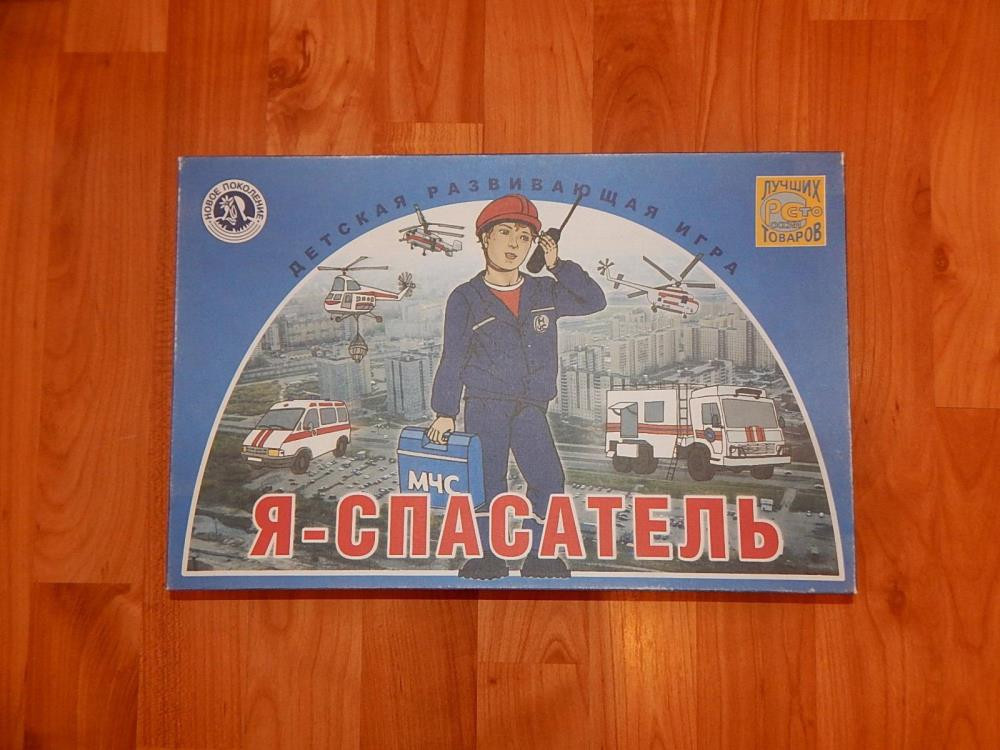 НОВОЕ ПОКОЛЕНИЕ
ДЕТСКАЯ РАЗВИВАЮЩАЯ ИГРА
ЛУЧШИХ
СТО
ТОВАРОВ
МЧС
Я-СПАСАТЕЛЬ